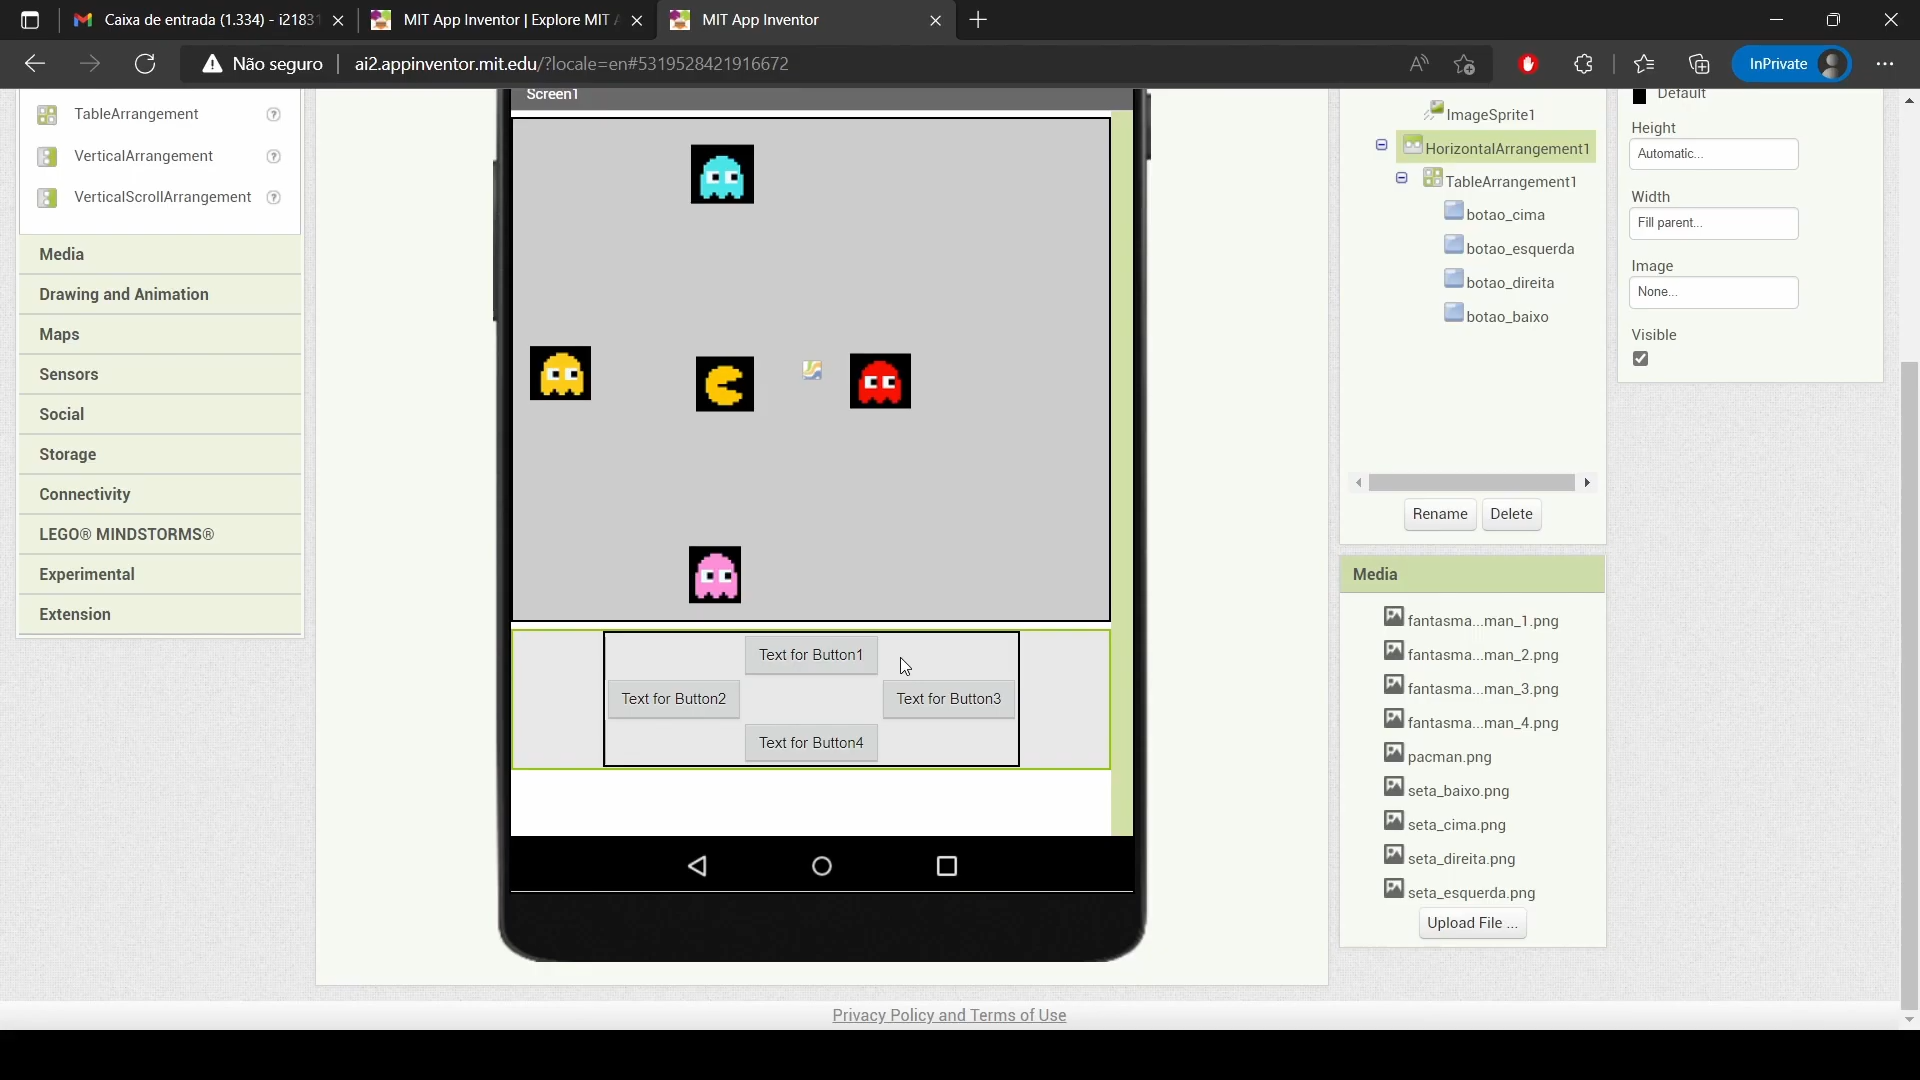 Caixa de entrada (1.334) - i2183
MIT App Inventor | Explore MIT A
MIT App Inventor
Não seguro
ai2.appinventor.mit.edu/?locale=en#5319528421916672
InPrivate
TableArrangement
VerticalArrangement
VerticalScrollArrangement
Media
Drawing and Animation
Maps
Sensors
Social
Storage
Connectivity
LEGO® MINDSTORMS®
Experimental
Extension
Screen1
Text for Button1
Text for Button2
Text for Button3
Text for Button4
ImageSprite1
HorizontalArrangement1
TableArrangement1
botao_cima
botao_esquerda
botao_direita
botao_baixo
Rename
Delete
Media
fantasma...man_1.png
fantasma...man_2.png
fantasma...man_3.png
fantasma...man_4.png
pacman.png
seta_baixo.png
seta_cima.png
seta_direita.png
seta_esquerda.png
Upload File ...
Default
Height
Automatic...
Width
Fill parent...
Image
None...
Visible
Privacy Policy and Terms of Use